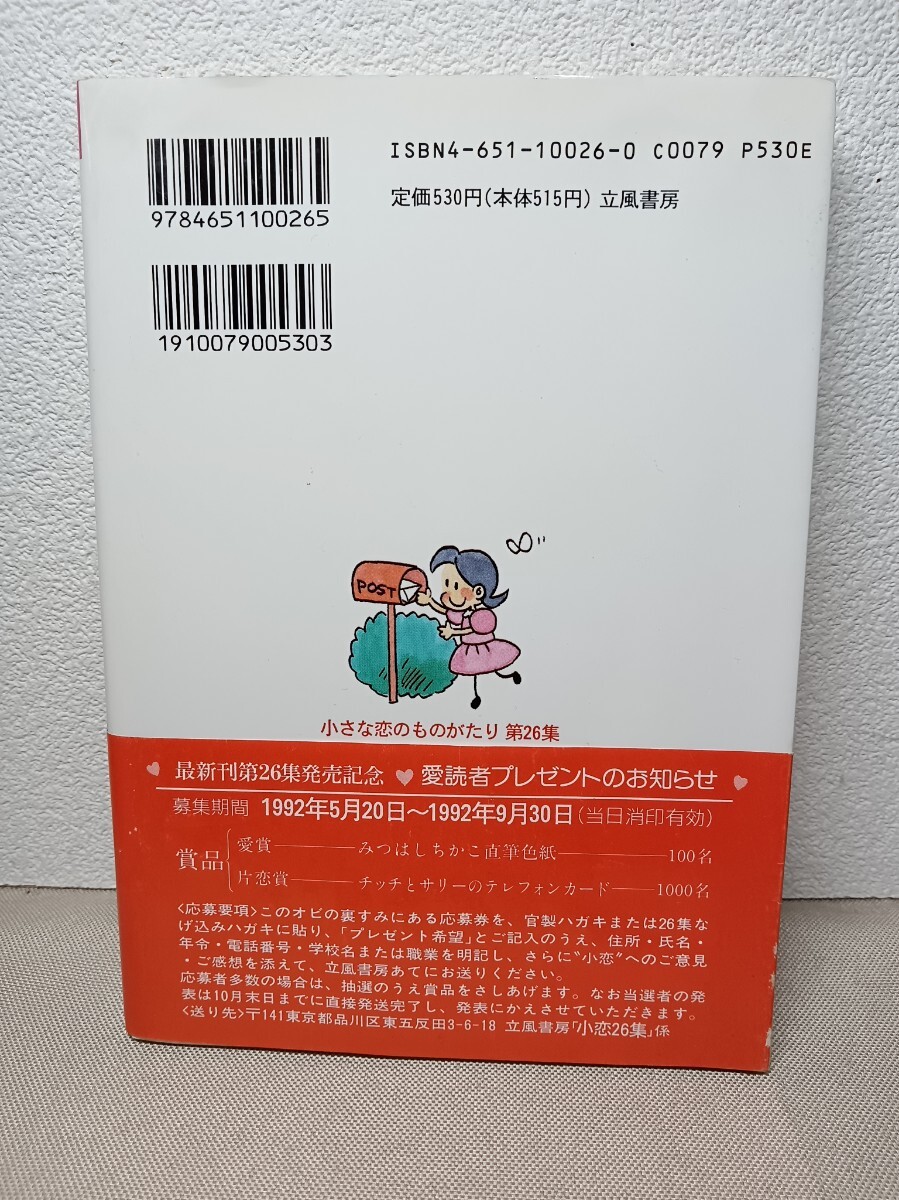 ISBN4-651-10026-0 C0079 P530E
9784651100265
定価530円(本体515円) 立風書房
1910079005303
POST
小さな恋のものがたり 第26集
最新刊第26集発売記念 ♥ 愛読者プレゼントのお知らせ
募集期間 1992年5月20日〜1992年9月30日(当日消印有効)
賞品
愛賞――みつはしちかこ直筆色紙――100名
片恋賞――チッチとサリーのテレフォンカード――1000名
〈応募要項〉このオビの裏すみにある応募券を、官製ハガキまたは26集な
げ込みハガキに貼り、「プレゼント希望」とご記入のうえ、住所・氏名・
年令・電話番号・学校名または職業を明記し、さらに"小恋"へのご意見
・ご感想を添えて、立風書房あてにお送りください。
応募者多数の場合は、抽選のうえ賞品をさしあげます。なお当選者の発
表は10月末日までに直接発送完了し、発表にかえさせていただきます。
〈送り先〉〒141東京都品川区東五反田3-6-18 立風書房「小恋26集」係